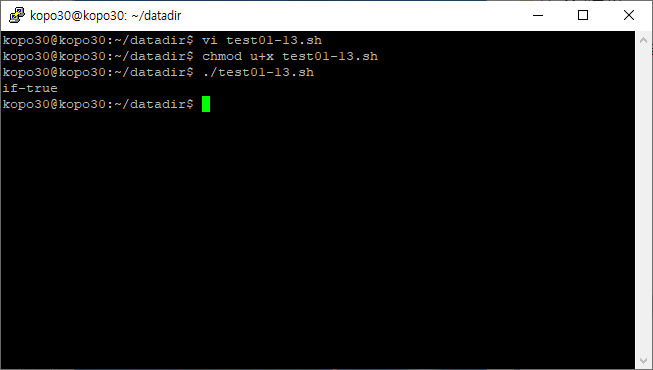 kopo30@kopo30: ~/datadir
kopo30@kopo30:~/datadir$ vi test01-13.sh
kopo30@kopo30:~/datadir$ chmod u+x test01-13.sh
kopo30@kopo30:~/datadir$ ./test01-13.sh
if-true
kopo30@kopo30:~/datadir$